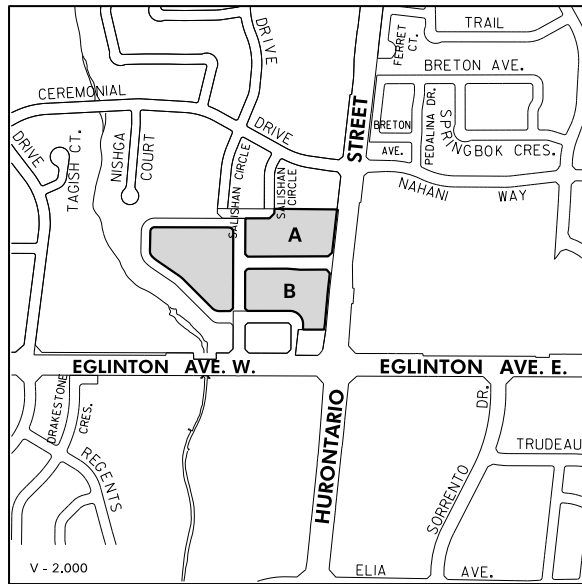 TRAIL
FERRET
CT.
DRIVE
BRETON AVE.
CEREMONIAL
DRIVE
STREET
BRETON
AVE.
PEDALINA DR.
SPRINGBOK CRES.
DRIVE
TAGISH CT.
NISHGA
COURT
SALISHAN CIRCLE
SALISHAN
CIRCLE
NAHANI WAY
A
B
EGLINTON AVE. W.
EGLINTON AVE. E.
DRAKESTONE
CRES.
REGENTS
HURONTARIO
SORRENTO
DR.
TRUDEAU
V - 2.000
ELIA AVE.